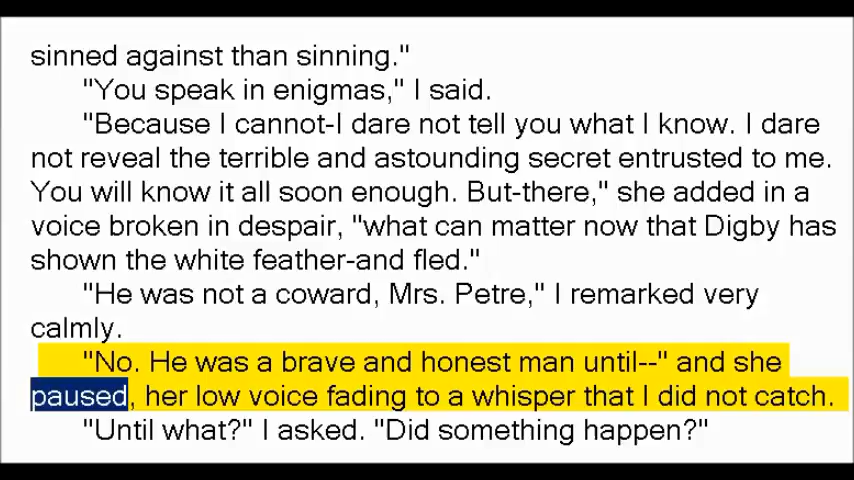 sinned against than sinning."
"You speak in enigmas," I said.
"Because I cannot-I dare not tell you what I know. I dare
not reveal the terrible and astounding secret entrusted to me.
You will know it all soon enough. But-there," she added in a
voice broken in despair, "what can matter now that Digby has
shown the white feather-and fled."
"He was not a coward, Mrs. Petre," I remarked very
calmly.
"No. He was a brave and honest man until--" and she
paused, her low voice fading to a whisper that I did not catch.
"Until what?" I asked. "Did something happen?"